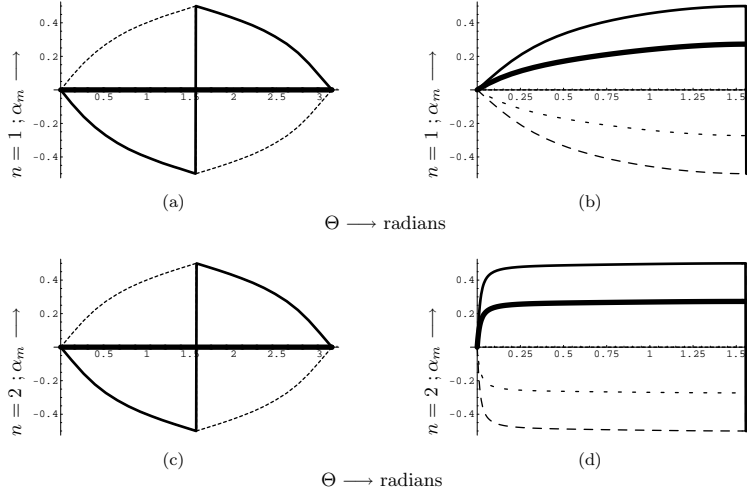 0.4
0.2
−0.2
−0.4
0.5 1 1.5 2 2.5 3
n = 1 ; α_m ⟶
(a)
0.4
0.2
−0.2
−0.4
0.25 0.5 0.75 1 1.25 1.5
n = 1 ; α_m ⟶
(b)
Θ ⟶ radians
0.4
0.2
−0.2
−0.4
0.5 1 1.5 2 2.5 3
n = 2 ; α_m ⟶
(c)
0.4
0.2
−0.2
−0.4
0.25 0.5 0.75 1 1.25 1.5
n = 2 ; α_m ⟶
(d)
Θ ⟶ radians